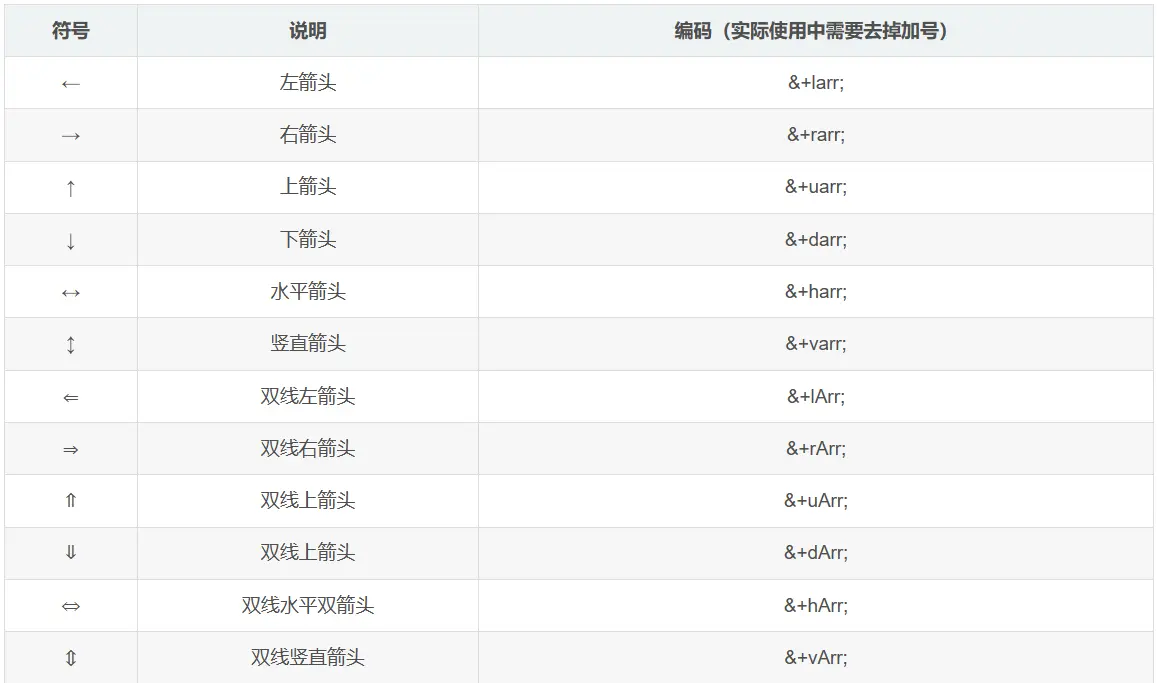 符号 说明 编码（实际使用中需要去掉加号）
← 左箭头 &+larr;
→ 右箭头 &+rarr;
↑ 上箭头 &+uarr;
↓ 下箭头 &+darr;
↔ 水平箭头 &+harr;
↕ 竖直箭头 &+varr;
⇐ 双线左箭头 &+lArr;
⇒ 双线右箭头 &+rArr;
⇑ 双线上箭头 &+uArr;
⇓ 双线上箭头 &+dArr;
⇔ 双线水平双箭头 &+hArr;
⇕ 双线竖直箭头 &+vArr;